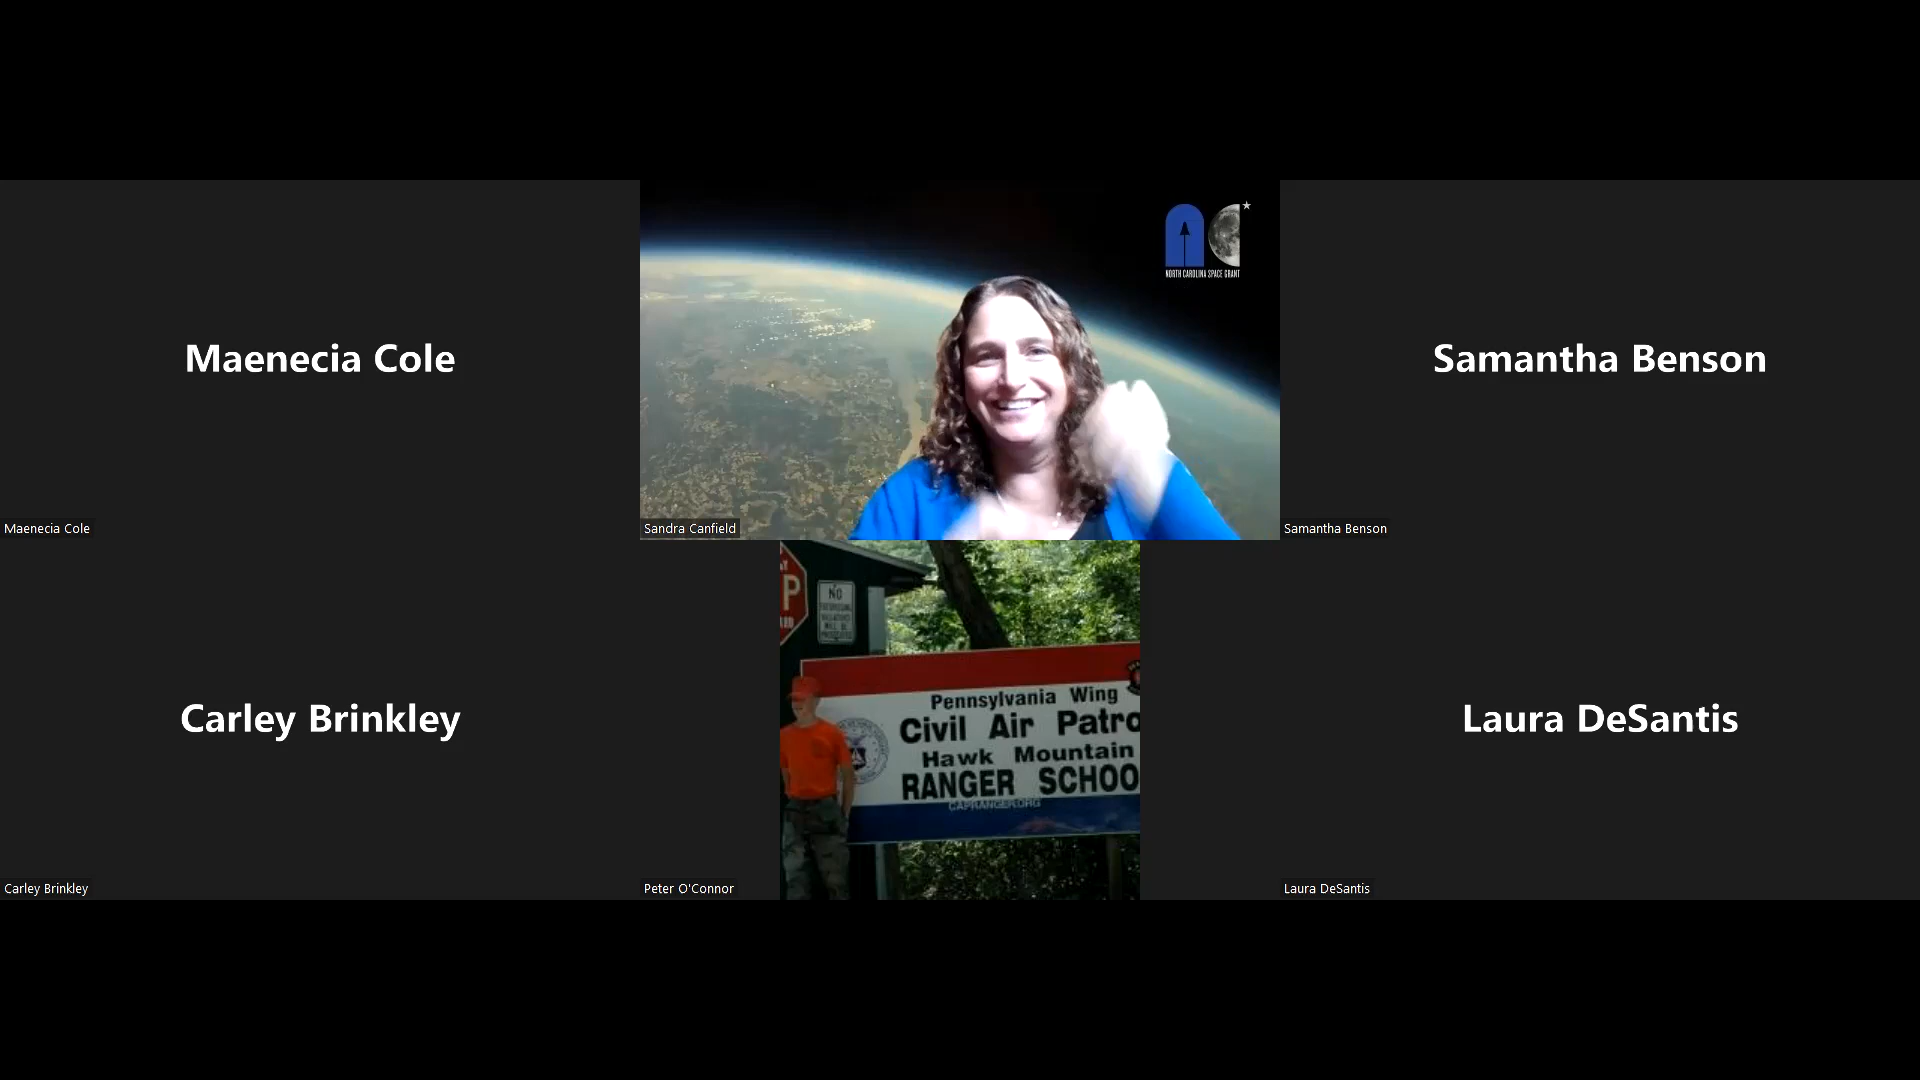 Maenecia Cole
Maenecia Cole
NORTH CAROLINA SPACE GRANT
Sandra Canfield
Samantha Benson
Samantha Benson
Carley Brinkley
Carley Brinkley
P
NO
Pennsylvania Wing
Civil Air Patro
Hawk Mountain
RANGER SCHOO
CAPRANGER.ORG
Peter O'Connor
Laura DeSantis
Laura DeSantis